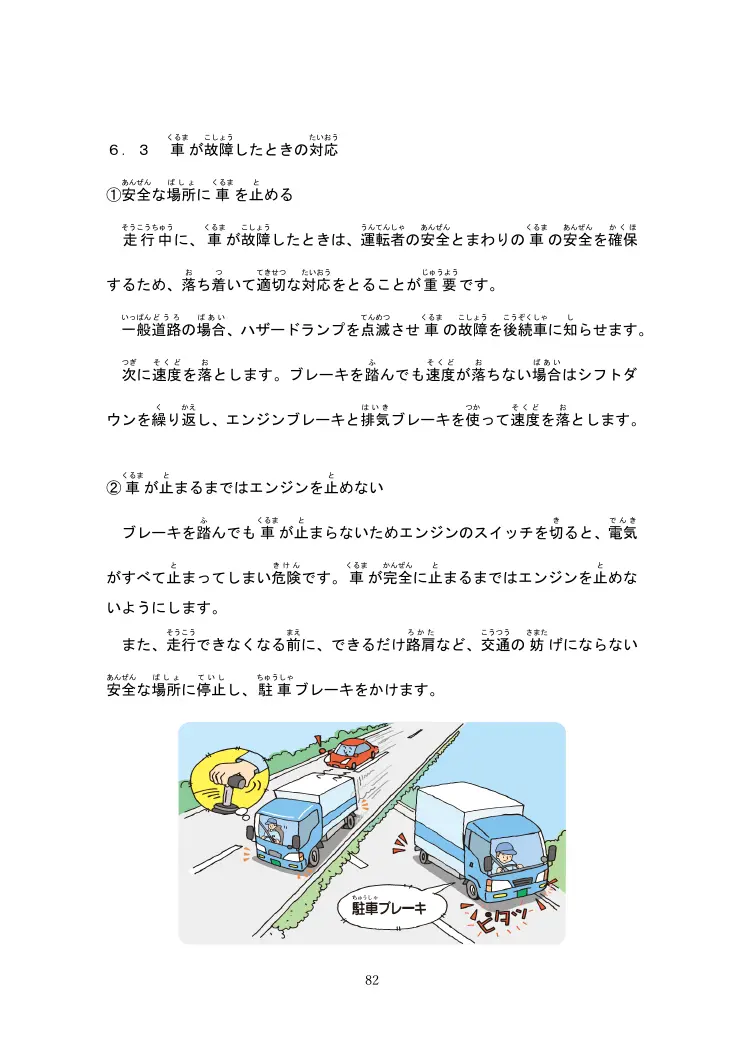 ６．３　車が故障したときの対応
①安全な場所に車を止める
走行中に、車が故障したときは、運転者の安全とまわりの車の安全を確保
するため、落ち着いて適切な対応をとることが重要です。
一般道路の場合、ハザードランプを点滅させ車の故障を後続車に知らせます。
次に速度を落とします。ブレーキを踏んでも速度が落ちない場合はシフトダ
ウンを繰り返し、エンジンブレーキと排気ブレーキを使って速度を落とします。
②車が止まるまではエンジンを止めない
ブレーキを踏んでも車が止まらないためエンジンのスイッチを切ると、電気
がすべて止まってしまい危険です。車が完全に止まるまではエンジンを止めな
いようにします。
また、走行できなくなる前に、できるだけ路肩など、交通の妨げにならない
安全な場所に停止し、駐車ブレーキをかけます。
駐車ブレーキ
ピタッ
82